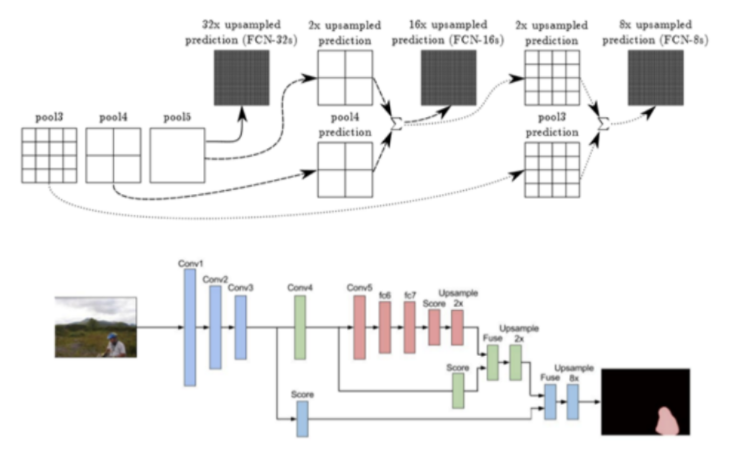 32x upsampled
prediction (FCN-32s)
2x upsampled
prediction
16x upsampled
prediction (FCN-16s)
2x upsampled
prediction
8x upsampled
prediction (FCN-8s)
pool3
pool4
pool5
pool4
prediction
Σ
pool3
prediction
Σ
Conv1
Conv2
Conv3
Conv4
Conv5
fc6
fc7
Score
Upsample
2x
Fuse
Upsample
2x
Score
Fuse
Upsample
8x
Score